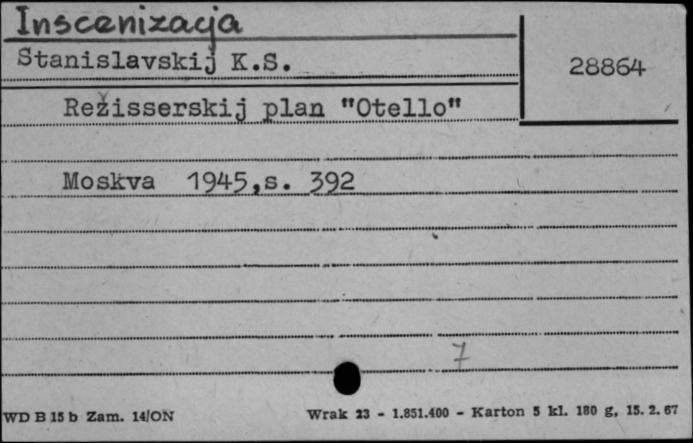 Inscenizacja
Stanislavskij K.S.
28864
Režisserskij plan "Otello"
Moskva 1945,s. 392
7
WD B 15 b Zam. 14/ON
Wrak 23 - 1.851.400 - Karton 5 kl. 180 g, 15. 2. 67